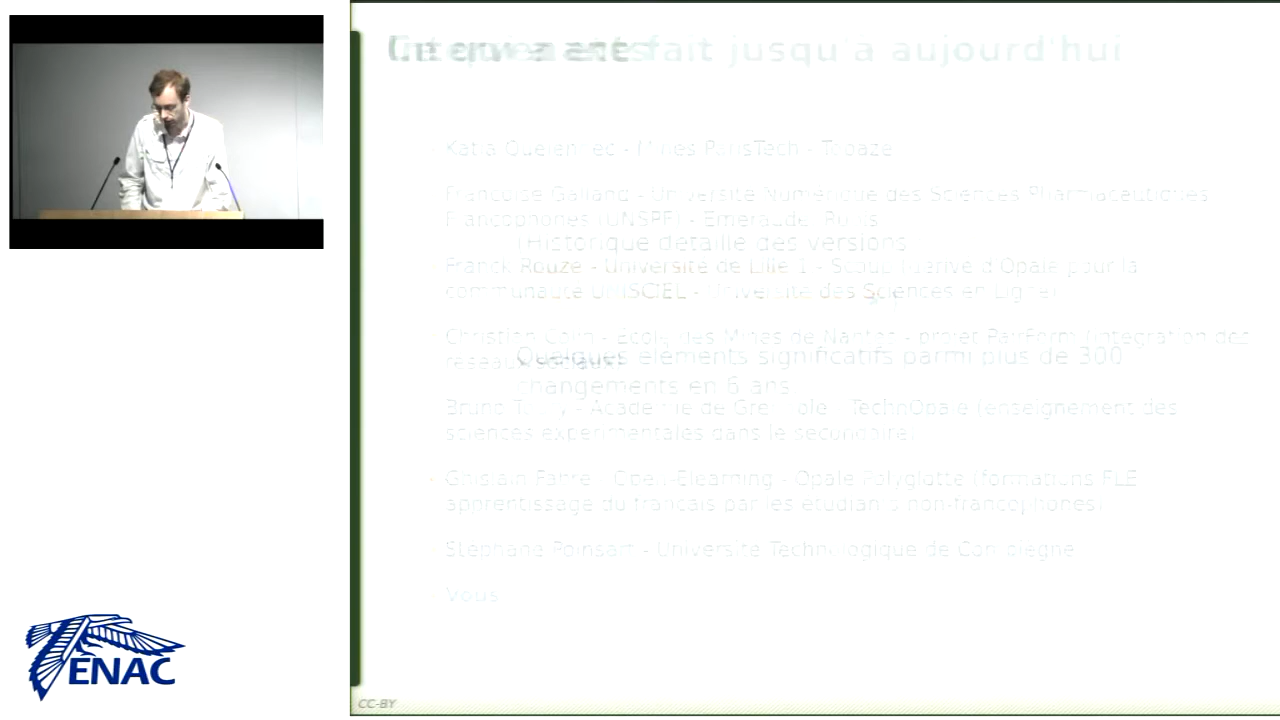 jusqu'à aujourd'hui
Katia Quelennec - Mines ParisTech - Topaze
Françoise Galland - Université Numérique des Sciences Pharmaceutiques
Francophones (UNSPF) - Emeraude, Rubis
(Historique détaillé des versions
Franck Rouze - Université de Lille 1 - dérivé d'Opale pour la
communauté UNISCIEL - Université des Sciences en Ligne)
Christian Colin - Ecole des Mines de Nantes - projet PairForm (intégration des
réseaux sociaux)
Quelques éléments significatifs parmi plus de 300
changements en 6 ans
Bruno - Académie de Grenoble - TechnOpale (enseignement des
sciences expérimentales dans le secondaire)
Ghislain Fabre - Open-Elearning - Opale Polyglotte (formations FLE
apprentissage du français par les étudiants non-francophones)
Stéphane Poinsart - Université Technologique de Compiègne
Vous
CC-BY
ENAC